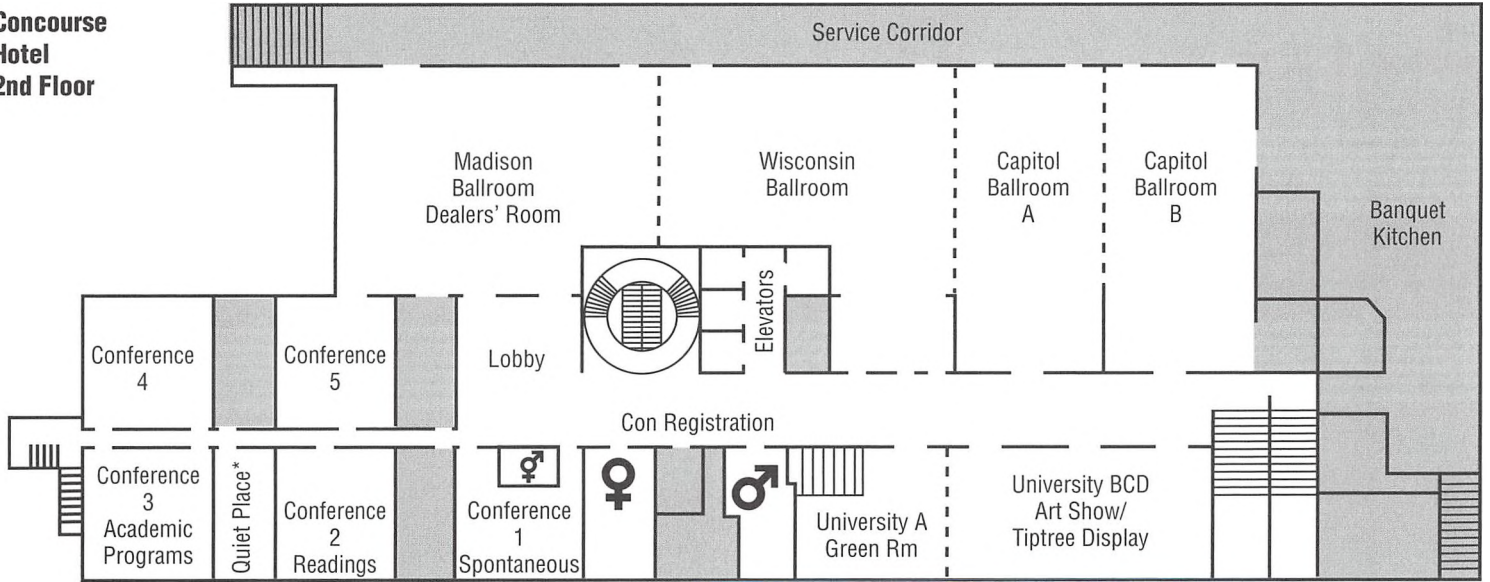 Concourse
Hotel
2nd Floor
Service Corridor
Madison
Ballroom
Dealers' Room
Wisconsin
Ballroom
Capitol
Ballroom
A
Capitol
Ballroom
B
Banquet
Kitchen
Elevators
Conference
4
Conference
5
Lobby
Con Registration
Conference
3
Academic
Programs
Quiet Place*
Conference
2
Readings
Conference
1
Spontaneous
University A
Green Rm
University BCD
Art Show/
Tiptree Display